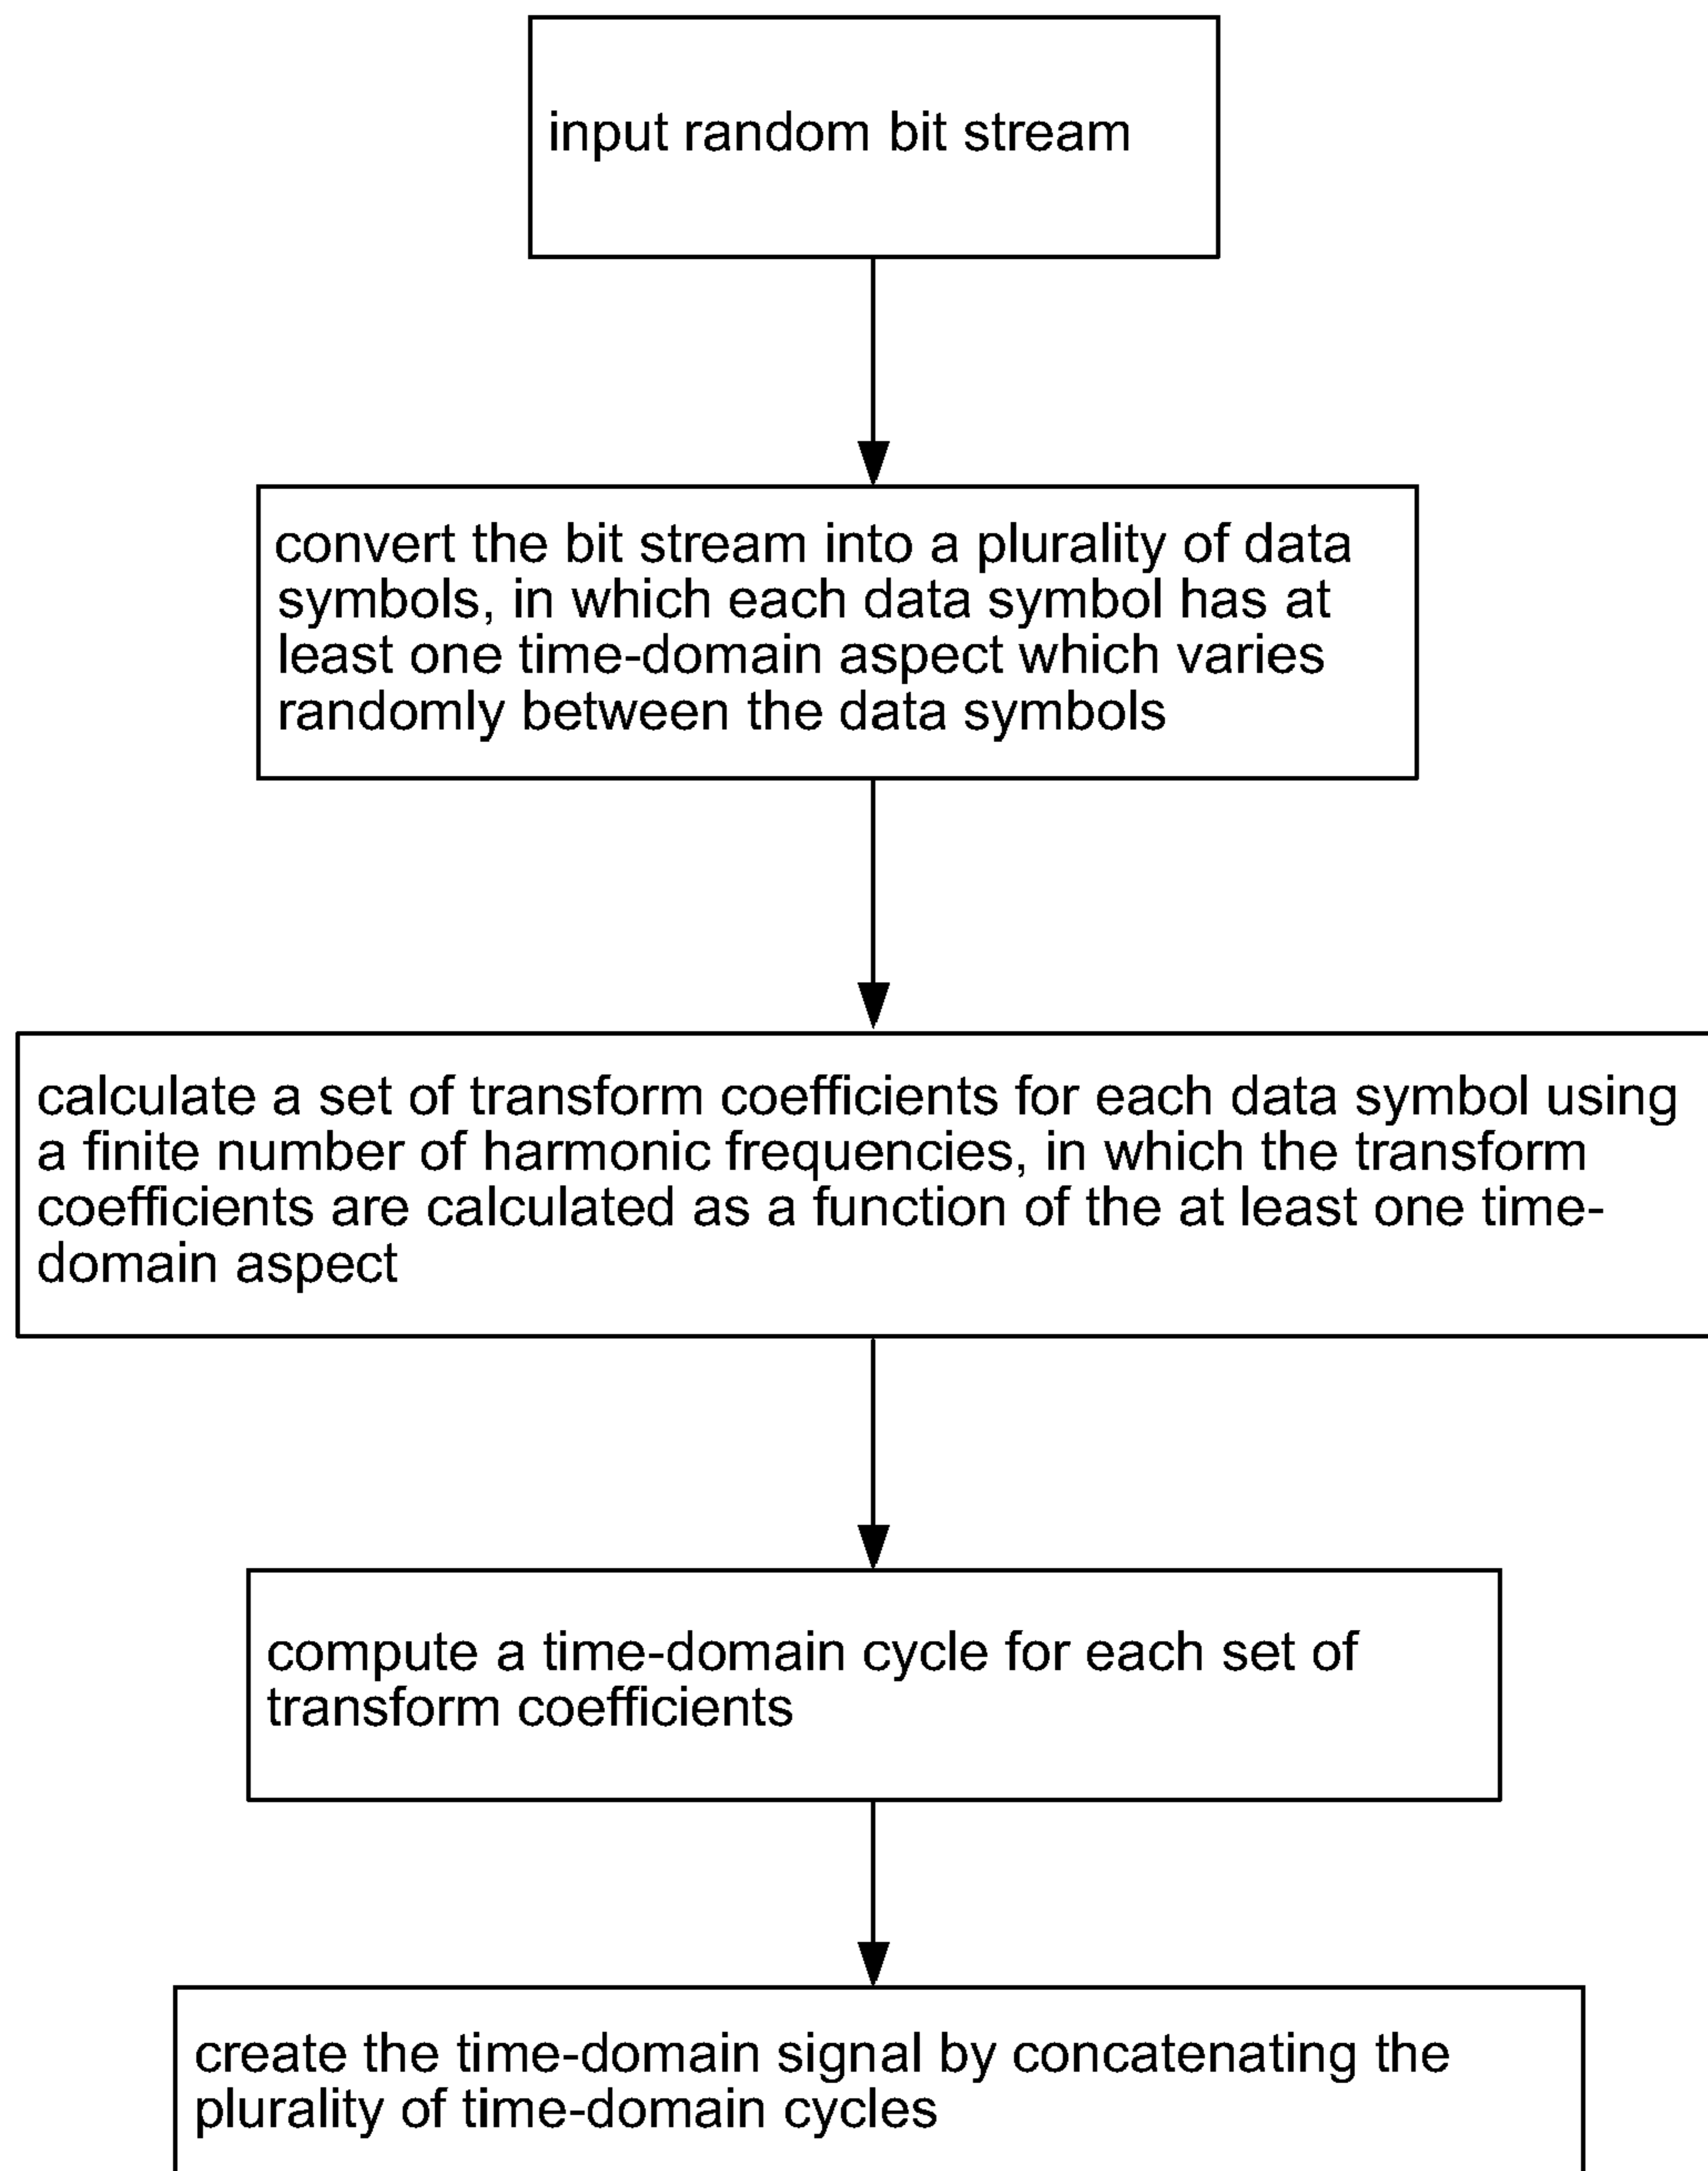 input random bit stream
convert the bit stream into a plurality of data
symbols, in which each data symbol has at
least one time-domain aspect which varies
randomly between the data symbols
calculate a set of transform coefficients for each data symbol using
a finite number of harmonic frequencies, in which the transform
coefficients are calculated as a function of the at least one time-
domain aspect
compute a time-domain cycle for each set of
transform coefficients
create the time-domain signal by concatenating the
plurality of time-domain cycles